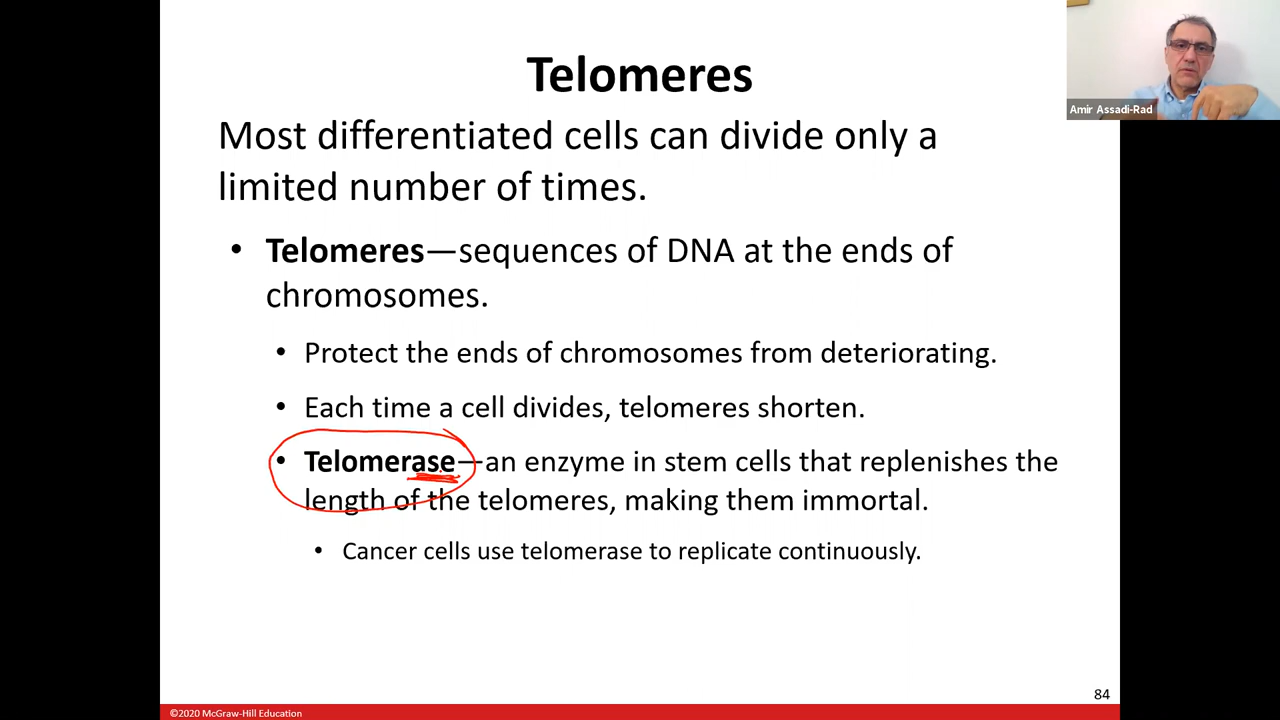 Telomeres
Amir Assadi-Rad
Most differentiated cells can divide only a
limited number of times.
• Telomeres—sequences of DNA at the ends of
chromosomes.
• Protect the ends of chromosomes from deteriorating.
• Each time a cell divides, telomeres shorten.
• Telomerase—an enzyme in stem cells that replenishes the
length of the telomeres, making them immortal.
• Cancer cells use telomerase to replicate continuously.
84
©2020 McGraw-Hill Education